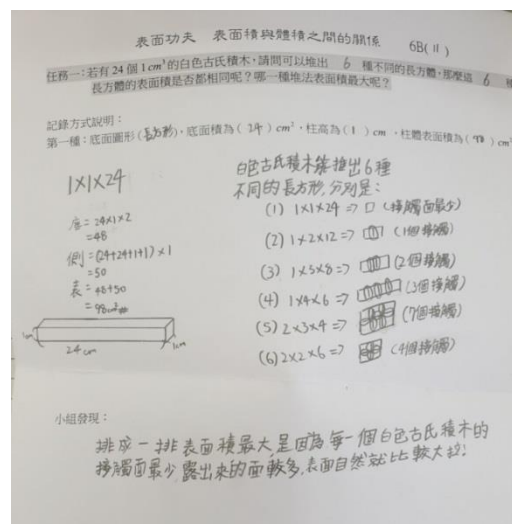 表面功夫 表面積與體積之間的關係 6B(11)
任務一:若有24個1cm³的白色古氏積木,請問可以堆出 6 種不同的長方體,那麼這 6 種
長方體的表面積是否都相同呢?哪一種堆法表面積最大呢?
記錄方式說明:
第一種:底面圖形(長方形),底面積為(24)cm²,柱高為(1)cm,柱體表面積為(98)cm²
1×1×24
底=24×1×2
=48
側=(24+24+1+1)×1
=50
表=48+50
=98cm²
1cm
24cm
1cm
白色古氏積木能推出6種
不同的長方形,分別是:
(1) 1×1×24 => (接觸面最少)
(2) 1×2×12 => (1個接觸)
(3) 1×3×8 => (2個接觸)
(4) 1×4×6 => (3個接觸)
(5) 2×3×4 => (7個接觸)
(6) 2×2×6 => (4個接觸)
小組發現:
排成一排表面積最大是因為每一個白色古氏積木的
接觸面最少,露出來的面較多,表面自然就比較大拉!